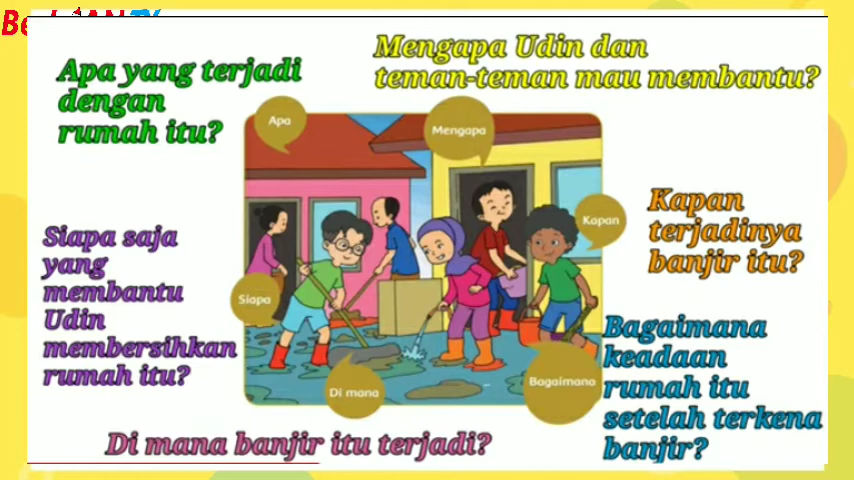 Mengapa Udin dan
teman-teman mau membantu?
Apa yang terjadi
dengan
rumah itu?
Apa
Mengapa
Kapan
Kapan
terjadinya
banjir itu?
Siapa saja
yang
membantu
Udin
membersihkan
rumah itu?
Siapa
Di mana
Bagaimana
Bagaimana
keadaan
rumah itu
setelah terkena
banjir?
Di mana banjir itu terjadi?